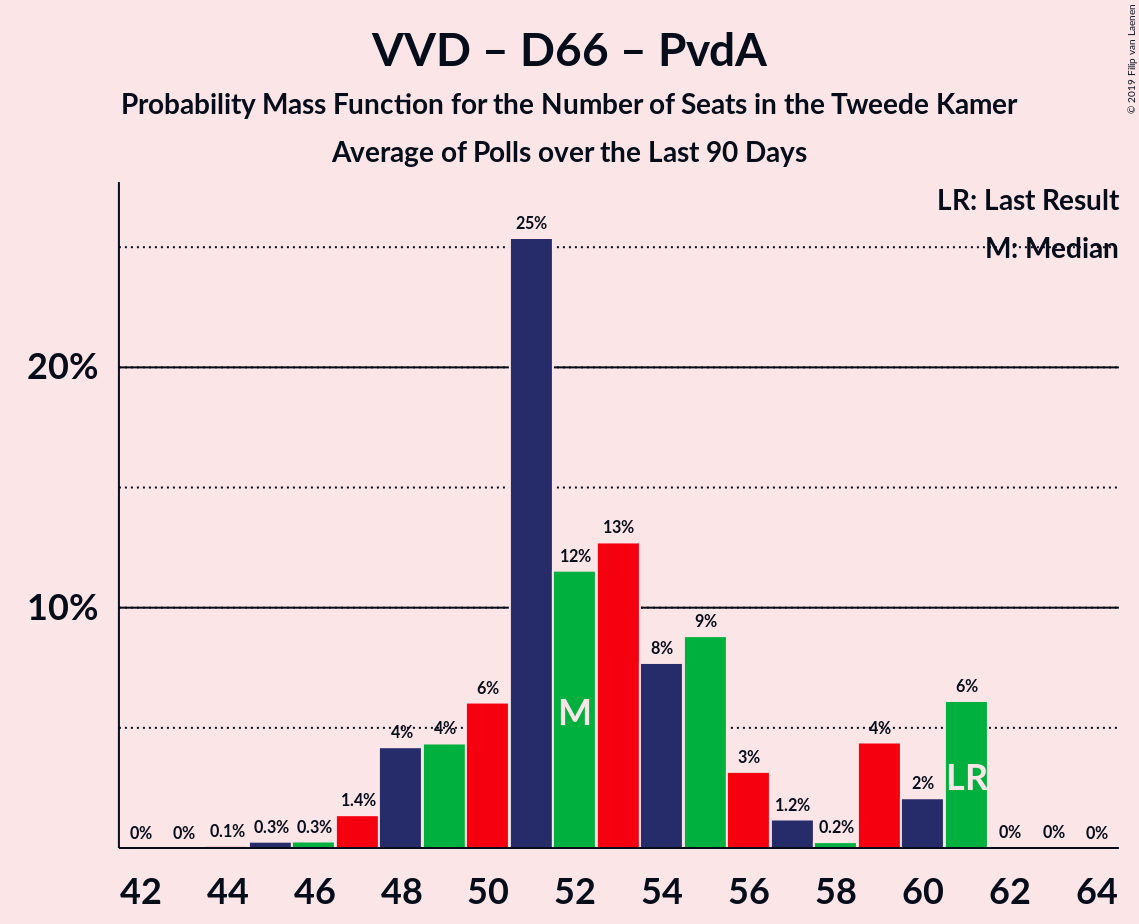 VVD – D66 – PvdA
Probability Mass Function for the Number of Seats in the Tweede Kamer
Average of Polls over the Last 90 Days
© 2019 Filip van Laenen
LR: Last Result
M: Median
20%
10%
0%
0%
0.1%
0.3%
0.3%
1.4%
4%
4%
6%
25%
12%
13%
8%
9%
3%
1.2%
0.2%
4%
2%
6%
0%
0%
0%
M
LR
42 44 46 48 50 52 54 56 58 60 62 64